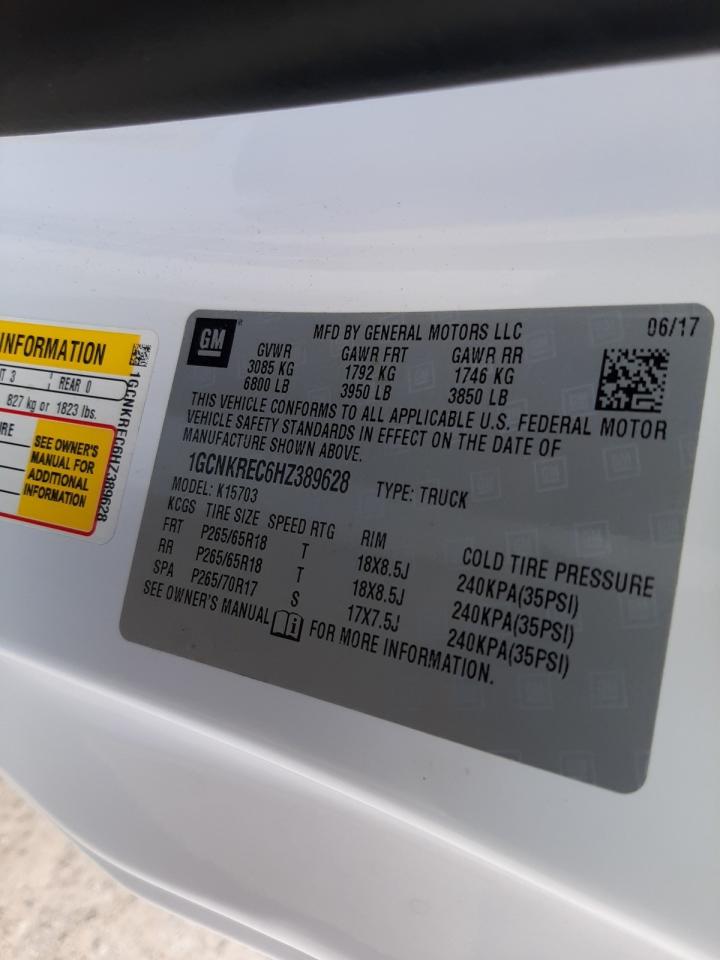 INFORMATION
T 3 REAR 0
827 kg or 1823 lbs.
RE
SEE OWNER'S
MANUAL FOR
ADDITIONAL
INFORMATION
1GCNKREC6HZ389628
GM
MFD BY GENERAL MOTORS LLC
06/17
GVWR GAWR FRT GAWR RR
3085 KG 1792 KG 1746 KG
6800 LB 3950 LB 3850 LB
THIS VEHICLE CONFORMS TO ALL APPLICABLE U.S. FEDERAL MOTOR
VEHICLE SAFETY STANDARDS IN EFFECT ON THE DATE OF
MANUFACTURE SHOWN ABOVE.
1GCNKREC6HZ389628 TYPE: TRUCK
MODEL: K15703
KCGS TIRE SIZE SPEED RTG RIM COLD TIRE PRESSURE
FRT P265/65R18 T 18X8.5J 240KPA(35PSI)
RR P265/65R18 T 18X8.5J 240KPA(35PSI)
SPA P265/70R17 S 17X7.5J 240KPA(35PSI)
SEE OWNER'S MANUAL FOR MORE INFORMATION.